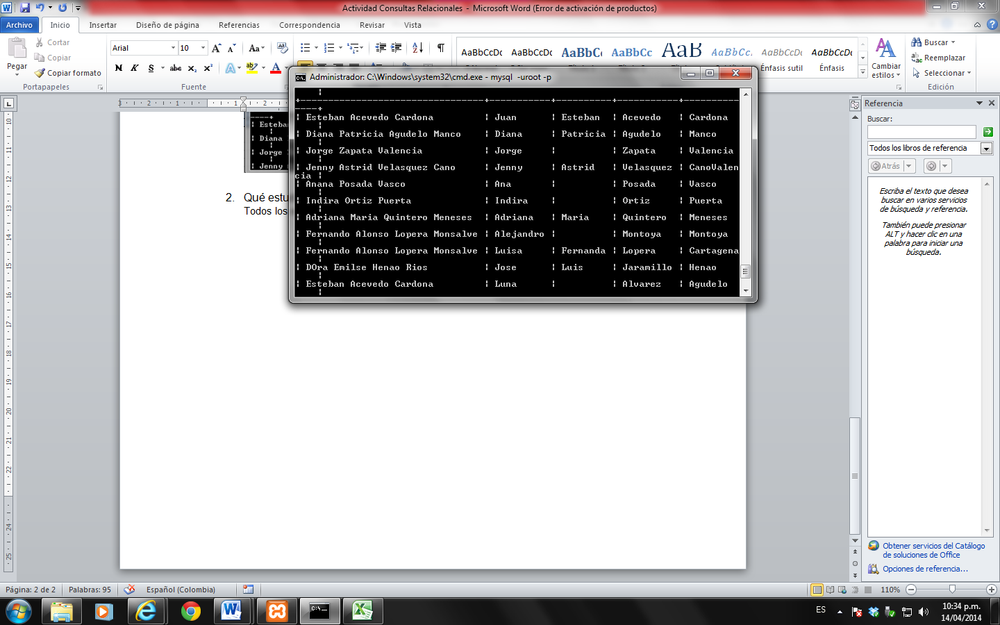 Actividad Consultas Relacionales - Microsoft Word (Error de activación de productos)
Archivo Inicio Insertar Diseño de página Referencias Correspondencia Revisar Vista
Pegar
Cortar
Copiar
Copiar formato
Portapapeles
Arial 10
N K S
Fuente
AaBbCcDc AaBbCcDc AaBbC AaBbCc AaB AaBbCc. AaBbCcDc AaBbCcDc
Énfasis sutil Énfasis
Cambiar
estilos
Buscar
Reemplazar
Seleccionar
Edición
Administrador: C:\Windows\system32\cmd.exe - mysql -uroot -p
¦ Esteban Acevedo Cardona ¦ Juan ¦ Esteban ¦ Acevedo ¦ Cardona
¦ Diana Patricia Agudelo Manco ¦ Diana ¦ Patricia ¦ Agudelo ¦ Manco
¦ Jorge Zapata Valencia ¦ Jorge ¦ ¦ Zapata ¦ Valencia
¦ Jenny Astrid Velasquez Cano ¦ Jenny ¦ Astrid ¦ Velasquez ¦ CanoValen
cia ¦
¦ Anana Posada Vasco ¦ Ana ¦ ¦ Posada ¦ Vasco
¦ Indira Ortiz Puerta ¦ Indira ¦ ¦ Ortiz ¦ Puerta
¦ Adriana Maria Quintero Meneses ¦ Adriana ¦ Maria ¦ Quintero ¦ Meneses
¦ Fernando Alonso Lopera Monsalve ¦ Alejandro ¦ ¦ Montoya ¦ Montoya
¦ Fernando Alonso Lopera Monsalve ¦ Luisa ¦ Fernanda ¦ Lopera ¦ Cartagena
¦ DOra Emilse Henao Rios ¦ Jose ¦ Luis ¦ Jaramillo ¦ Henao
¦ Esteban Acevedo Cardona ¦ Luna ¦ ¦ Alvarez ¦ Agudelo
¦ Esteba
¦ Diana
¦ Jorge
¦ Jenny
2. Qué estu
Todos los
Referencia
Buscar:
Todos los libros de referencia
Atrás
Escriba el texto que desea
buscar en varios servicios
de búsqueda y referencia.
También puede presionar
ALT y hacer clic en una
palabra para iniciar una
búsqueda.
Obtener servicios del Catálogo
de soluciones de Office
Opciones de referencia...
Página: 2 de 2 Palabras: 95 Español (Colombia) 110%
ES 10:34 p.m.
14/04/2014